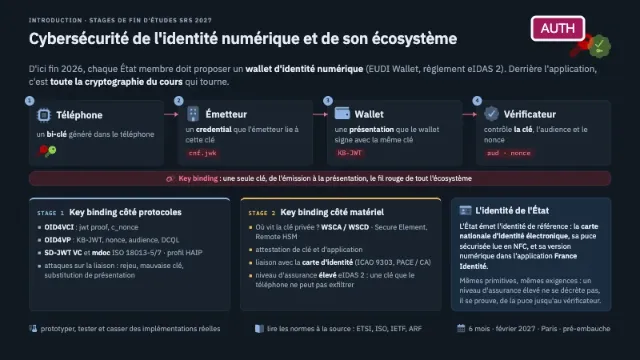 INTRODUCTION · STAGES DE FIN D'ÉTUDES SRS 2027
AUTH
Cybersécurité de l'identité numérique et de son écosystème
D'ici fin 2026, chaque État membre doit proposer un wallet d'identité numérique (EUDI Wallet, règlement eIDAS 2). Derrière l'application,
c'est toute la cryptographie du cours qui tourne.
1
Téléphone
un bi-clé généré dans le téléphone
2
Émetteur
un credential que l'émetteur lie à
cette clé
cnf.jwk
3
Wallet
une présentation que le wallet
signe avec la même clé
KB-JWT
4
Vérificateur
contrôle la clé, l'audience et le
nonce
aud · nonce
Key binding : une seule clé, de l'émission à la présentation, le fil rouge de tout l'écosystème
STAGE 1 Key binding côté protocoles
OID4VCI : jwt proof, c_nonce
OID4VP : KB-JWT, nonce, audience, DCQL
SD-JWT VC et mdoc ISO 18013-5/7 · profil HAIP
attaques sur la liaison : rejeu, mauvaise clé,
substitution de présentation
STAGE 2 Key binding côté matériel
Où vit la clé privée ? WSCA / WSCD · Secure Element,
Remote HSM
attestation de clé et d'application
liaison avec la carte d'identité (ICAO 9303, PACE / CA)
niveau d'assurance élevé eIDAS 2 : une clé que le
téléphone ne peut pas exfiltrer
L'identité de l'État
L'État émet l'identité de référence : la carte
nationale d'identité électronique, sa puce
sécurisée lue en NFC, et sa version
numérique dans l'application France
Identité.
Mêmes primitives, mêmes exigences : un
niveau d'assurance élevé ne se décrète pas,
il se prouve, de la puce jusqu'au vérificateur.
prototyper, tester et casser des implémentations réelles
lire les normes à la source : ETSI, ISO, IETF, ARF
6 mois · février 2027 · Paris · pré-embauche